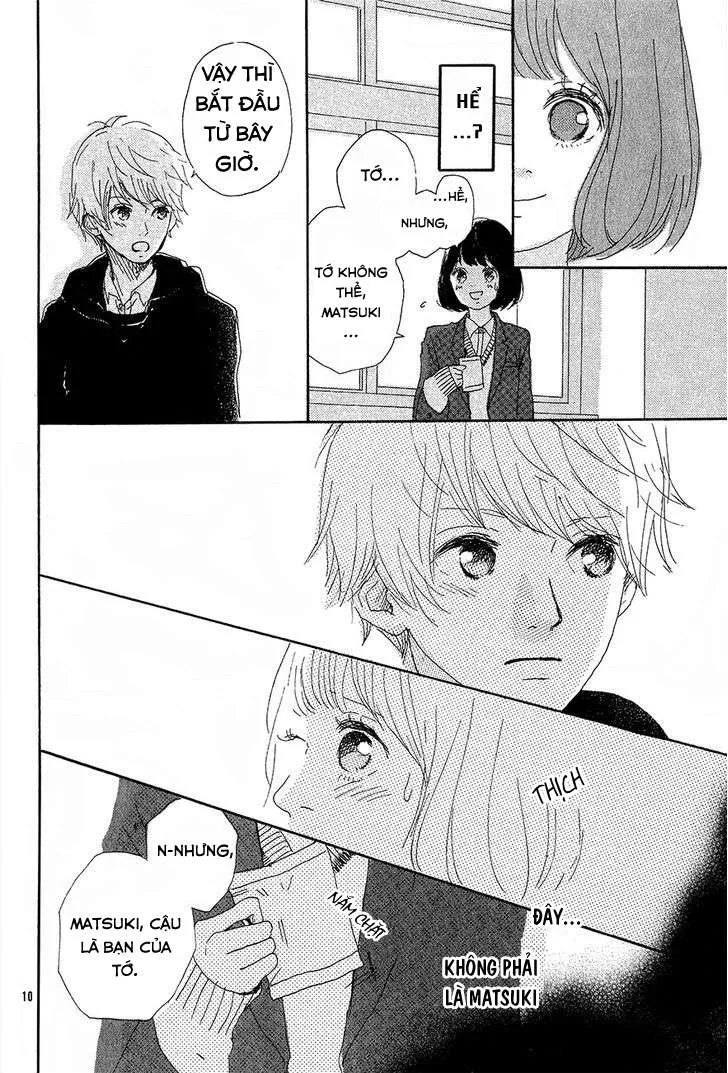 HỂ
...?
TỚ...
...HỂ,
NHƯNG,
TỚ KHÔNG
THỂ,
MATSUKI
...
VẬY THÌ
BẮT ĐẦU
TỪ BÂY
GIỜ.
THỊCH
N-NHƯNG,
MATSUKI, CẬU
LÀ BẠN CỦA
TỚ.
NẮM CHẶT
ĐÂY...
KHÔNG PHẢI
LÀ MATSUKI
10